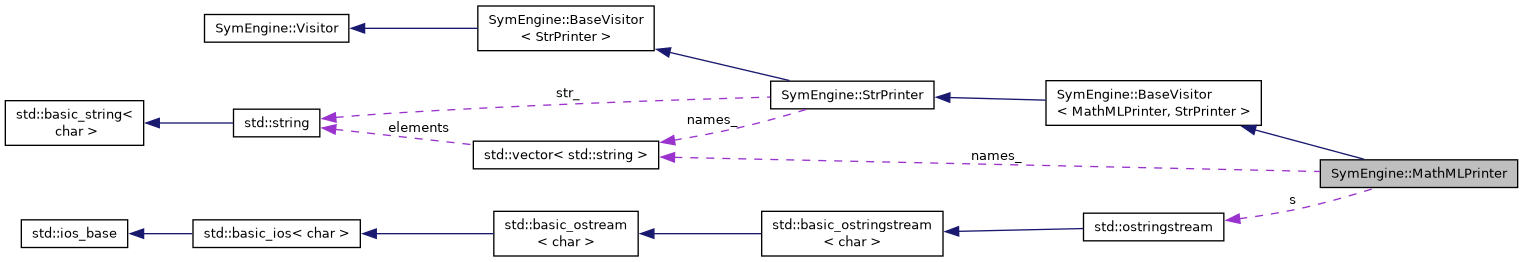 SymEngine::Visitor
SymEngine::BaseVisitor
< StrPrinter >
std::basic_string<
char >
std::string
str_
elements
std::vector< std::string >
names_
SymEngine::StrPrinter
SymEngine::BaseVisitor
< MathMLPrinter, StrPrinter >
names_
SymEngine::MathMLPrinter
s
std::ios_base
std::basic_ios< char >
std::basic_ostream
< char >
std::basic_ostringstream
< char >
std::ostringstream